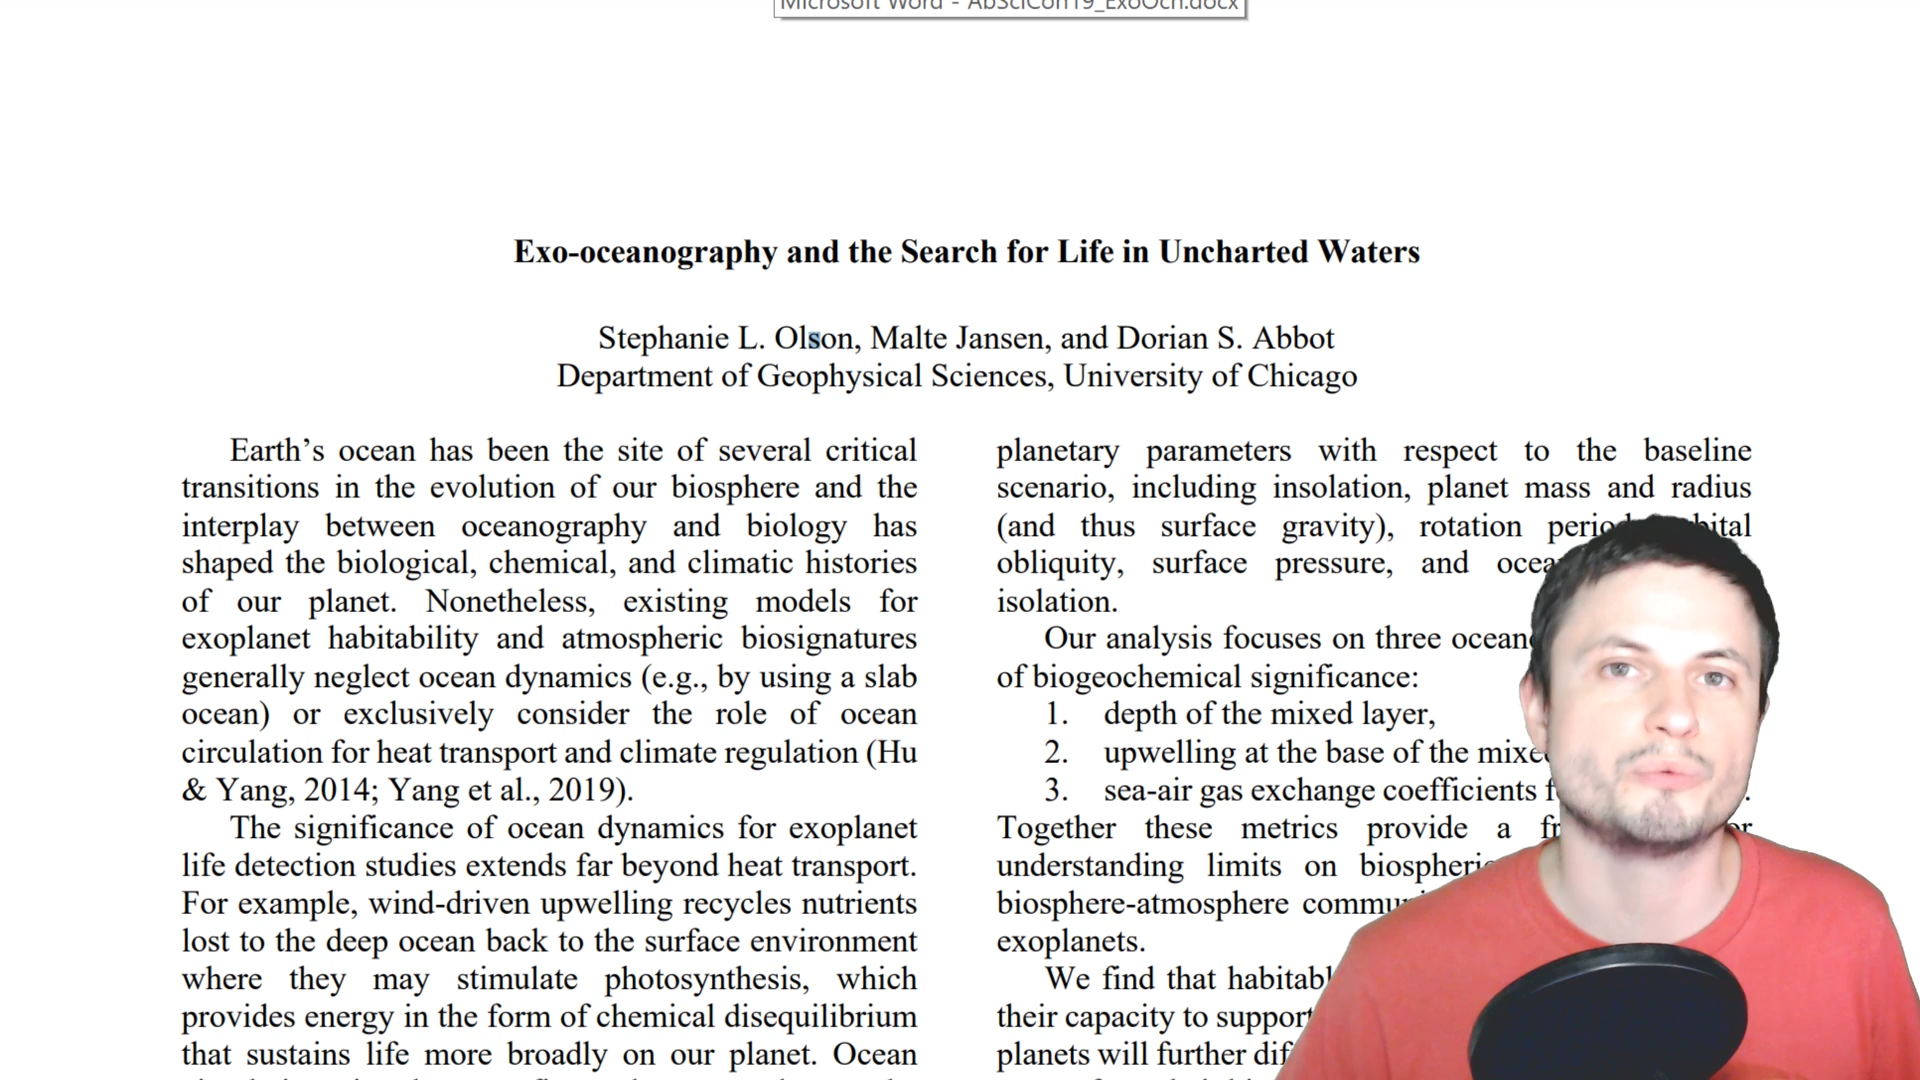 Microsoft Word - AbSciCon19_ExoOcn.docx
Exo-oceanography and the Search for Life in Uncharted Waters
Stephanie L. Olson, Malte Jansen, and Dorian S. Abbot
Department of Geophysical Sciences, University of Chicago
Earth’s ocean has been the site of several critical
transitions in the evolution of our biosphere and the
interplay between oceanography and biology has
shaped the biological, chemical, and climatic histories
of our planet. Nonetheless, existing models for
exoplanet habitability and atmospheric biosignatures
generally neglect ocean dynamics (e.g., by using a slab
ocean) or exclusively consider the role of ocean
circulation for heat transport and climate regulation (Hu
& Yang, 2014; Yang et al., 2019).
The significance of ocean dynamics for exoplanet
life detection studies extends far beyond heat transport.
For example, wind-driven upwelling recycles nutrients
lost to the deep ocean back to the surface environment
where they may stimulate photosynthesis, which
provides energy in the form of chemical disequilibrium
that sustains life more broadly on our planet. Ocean
planetary parameters with respect to the baseline
scenario, including insolation, planet mass and radius
(and thus surface gravity), rotation
obliquity, surface pressure, and
isolation.
Our analysis focuses on three
of biogeochemical significance:
1. depth of the mixed layer,
2. upwelling at the base of the
3. sea-air gas exchange coefficients
Together these metrics provide a
understanding limits on
biosphere-atmosphere
exoplanets.
We find that
their capacity to
planets will further